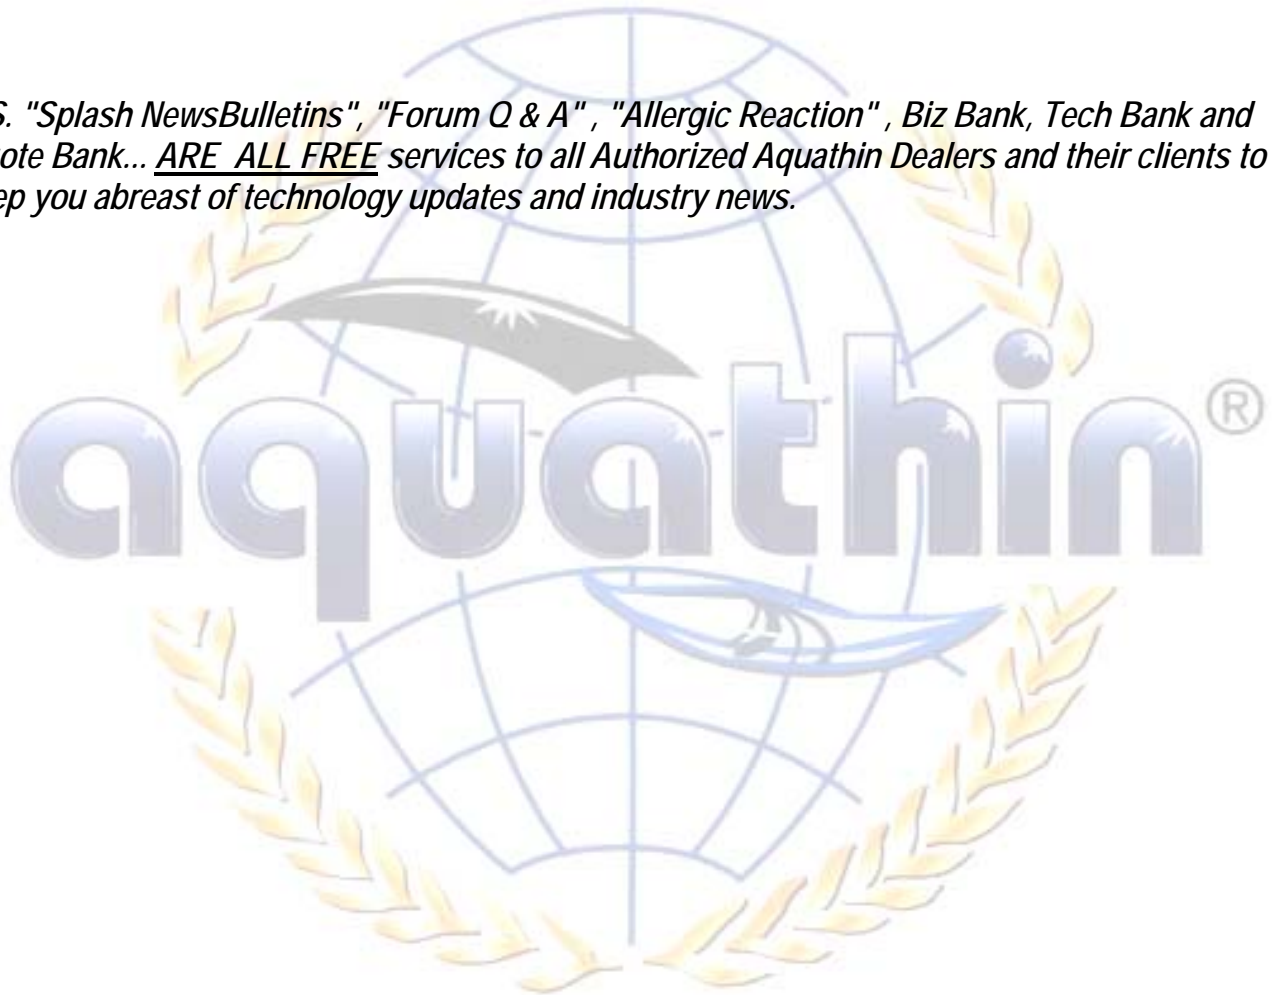 S. "Splash NewsBulletins", "Forum Q & A" , "Allergic Reaction" , Biz Bank, Tech Bank and
ote Bank... ARE ALL FREE services to all Authorized Aquathin Dealers and their clients to
ep you abreast of technology updates and industry news.
aquathin®